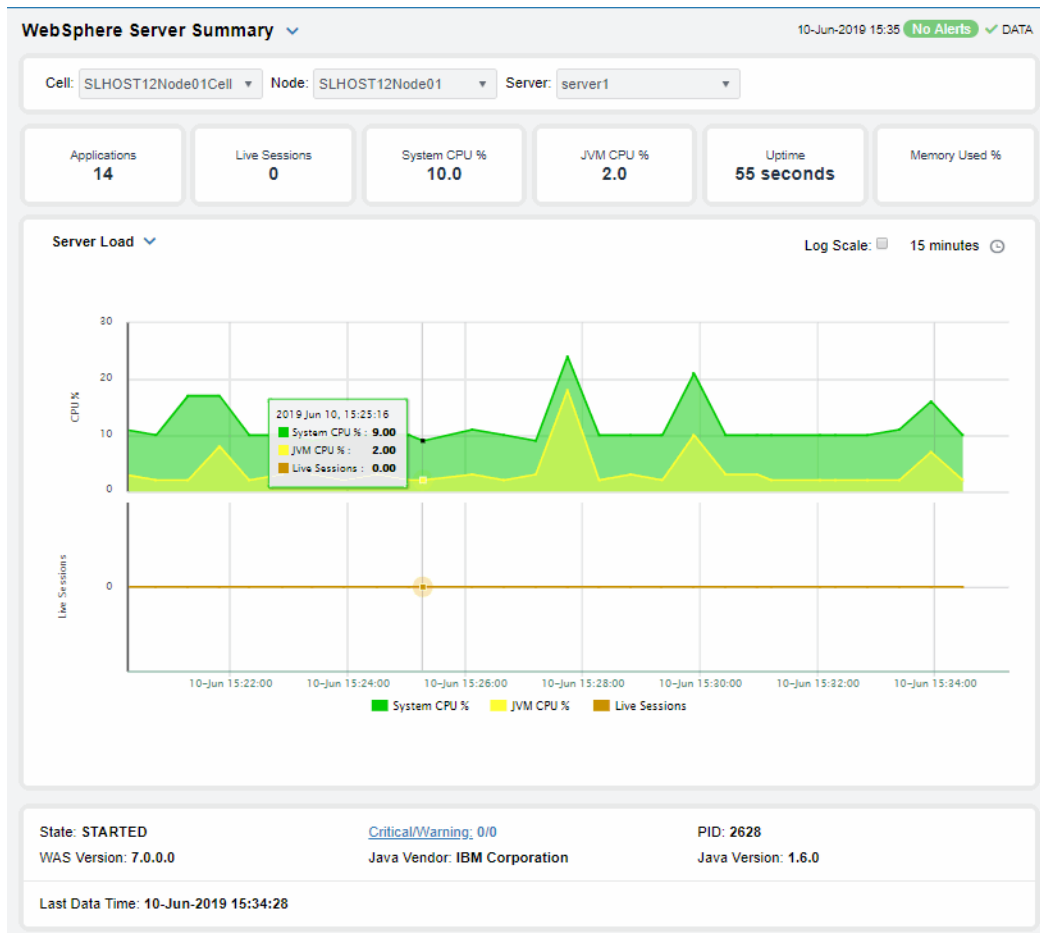 WebSphere Server Summary
10-Jun-2019 15:35 No Alerts DATA
Cell: SLHOST12Node01Cell Node: SLHOST12Node01 Server: server1
Applications
14
Live Sessions
0
System CPU %
10.0
JVM CPU %
2.0
Uptime
55 seconds
Memory Used %
Server Load
Log Scale: 15 minutes
CPU %
30
20
10
0
2019 Jun 10, 15:25:16
System CPU % : 9.00
JVM CPU % : 2.00
Live Sessions : 0.00
Live Sessions
0
10-Jun 15:22:00 10-Jun 15:24:00 10-Jun 15:26:00 10-Jun 15:28:00 10-Jun 15:30:00 10-Jun 15:32:00 10-Jun 15:34:00
System CPU % JVM CPU % Live Sessions
State: STARTED Critical/Warning: 0/0 PID: 2628
WAS Version: 7.0.0.0 Java Vendor: IBM Corporation Java Version: 1.6.0
Last Data Time: 10-Jun-2019 15:34:28